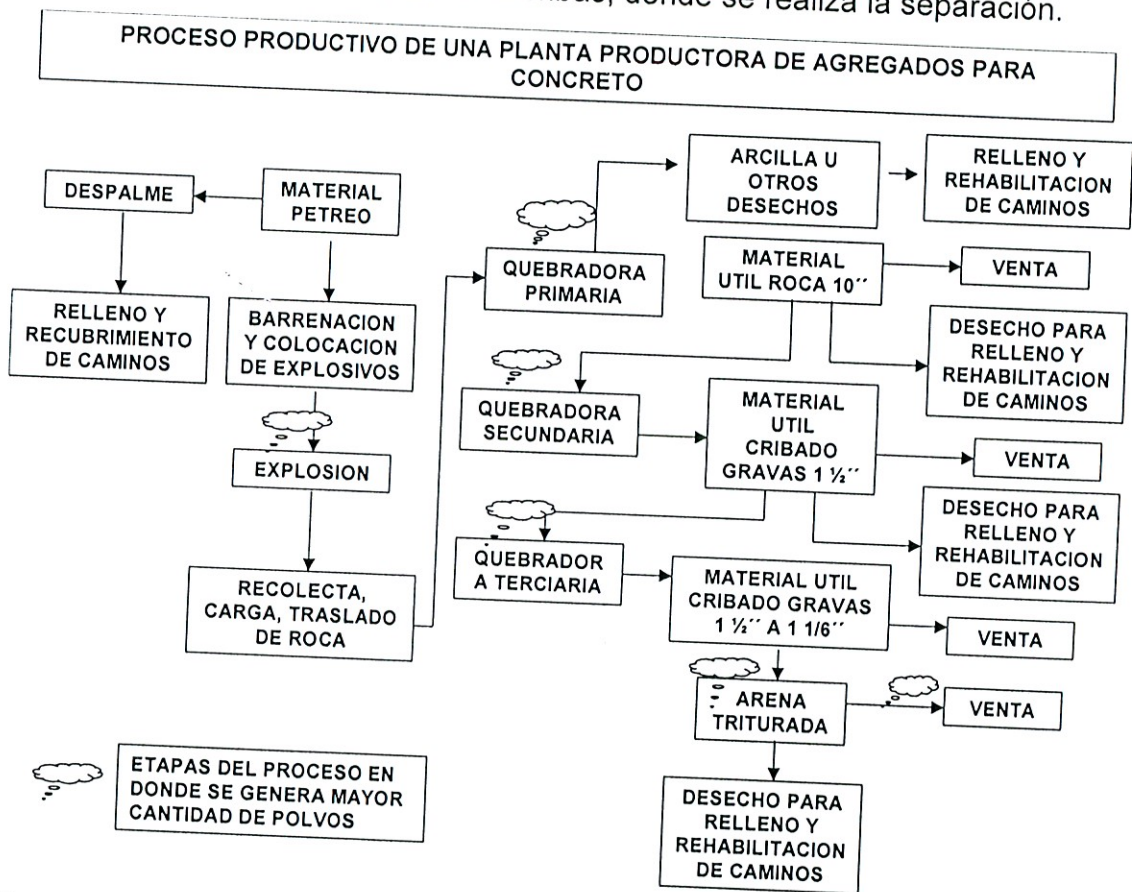 donde se realiza la separación.
PROCESO PRODUCTIVO DE UNA PLANTA PRODUCTORA DE AGREGADOS PARA
CONCRETO
DESPALME
MATERIAL
PETREO
RELLENO Y
RECUBRIMIENTO
DE CAMINOS
BARRENACION
Y COLOCACION
DE EXPLOSIVOS
EXPLOSION
RECOLECTA,
CARGA, TRASLADO
DE ROCA
QUEBRADORA
PRIMARIA
ARCILLA U
OTROS
DESECHOS
RELLENO Y
REHABILITACION
DE CAMINOS
MATERIAL
UTIL ROCA 10´´
VENTA
DESECHO PARA
RELLENO Y
REHABILITACION
DE CAMINOS
QUEBRADORA
SECUNDARIA
MATERIAL
UTIL
CRIBADO
GRAVAS 1 ½´´
VENTA
DESECHO PARA
RELLENO Y
REHABILITACION
DE CAMINOS
QUEBRADOR
A TERCIARIA
MATERIAL UTIL
CRIBADO GRAVAS
1 ½´´ A 1 1/6´´
VENTA
ARENA
TRITURADA
VENTA
DESECHO PARA
RELLENO Y
REHABILITACION
DE CAMINOS
ETAPAS DEL PROCESO EN
DONDE SE GENERA MAYOR
CANTIDAD DE POLVOS